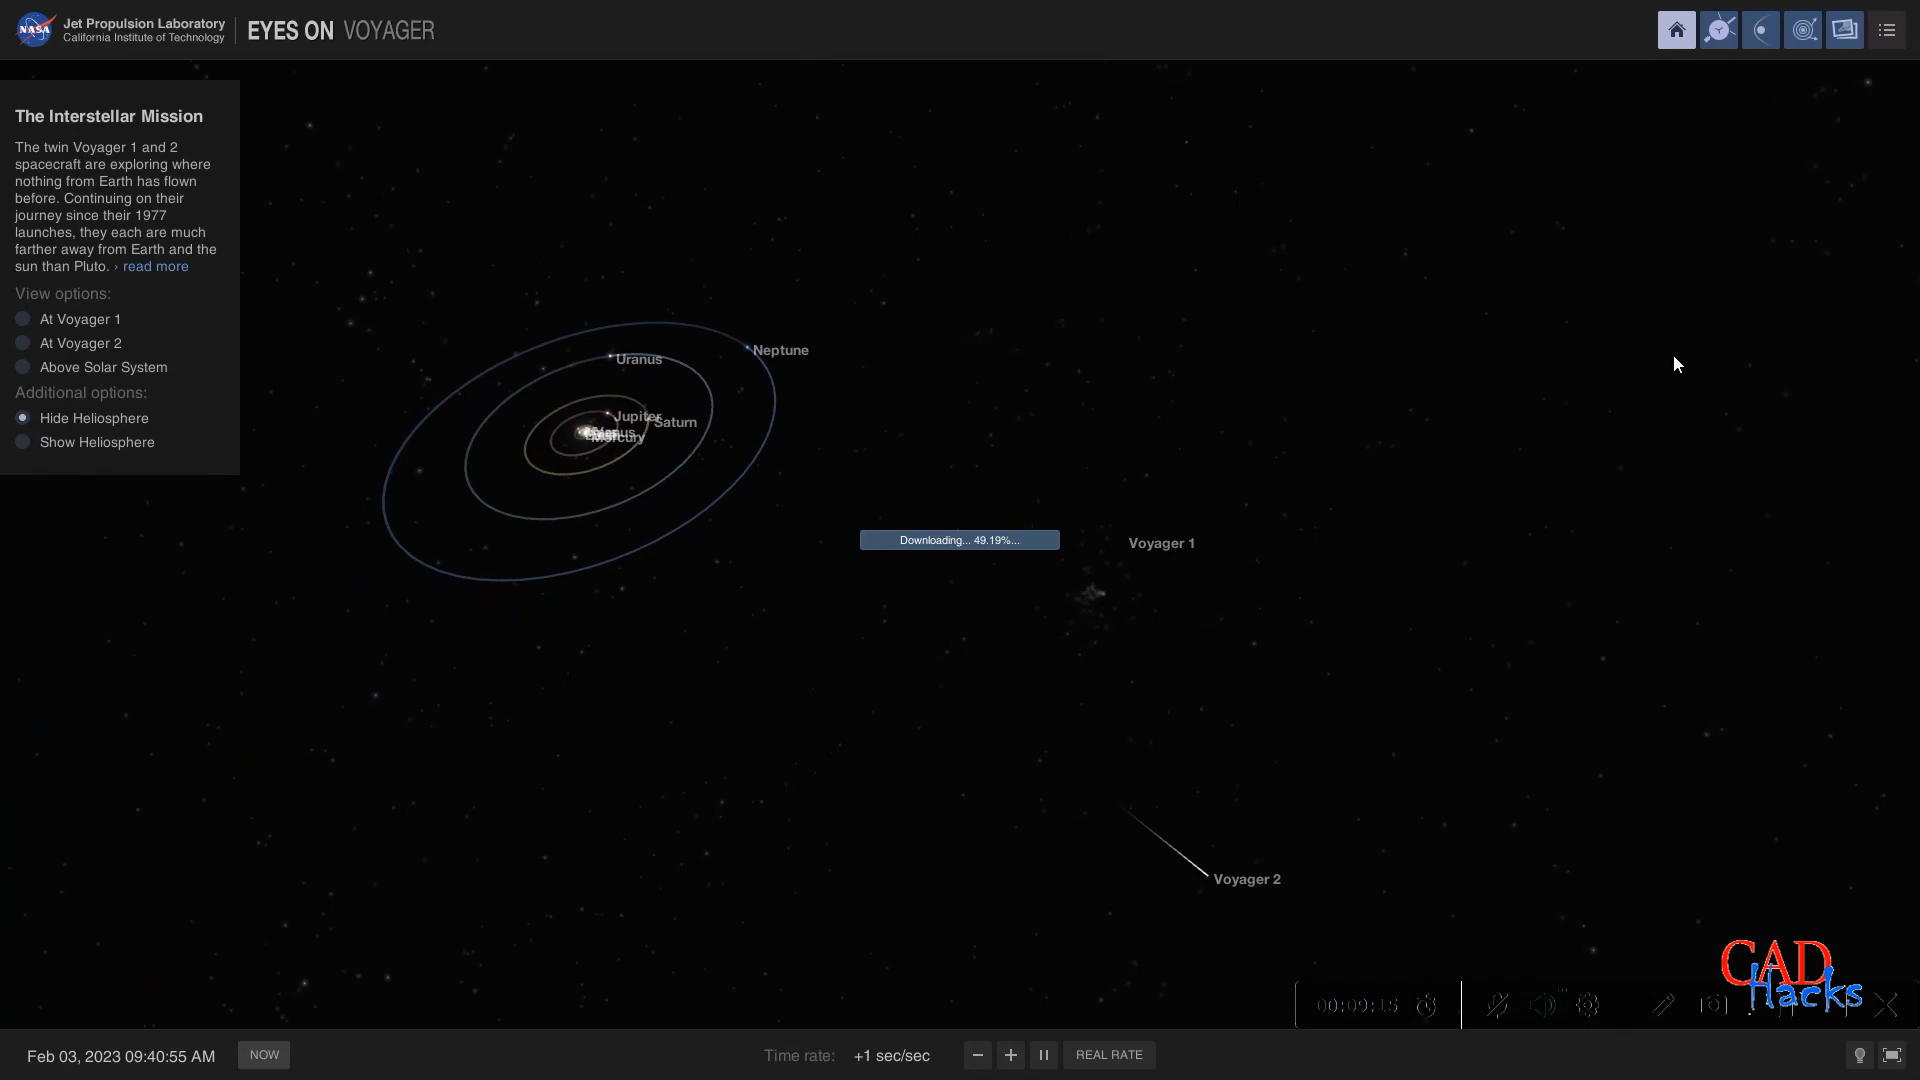 NASA
Jet Propulsion Laboratory
California Institute of Technology
EYES ON VOYAGER
The Interstellar Mission
The twin Voyager 1 and 2
spacecraft are exploring where
nothing from Earth has flown
before. Continuing on their
journey since their 1977
launches, they each are much
farther away from Earth and the
sun than Pluto. › read more
View options:
At Voyager 1
At Voyager 2
Above Solar System
Additional options:
Hide Heliosphere
Show Heliosphere
Neptune
Uranus
Jupiter
Saturn
Mercury
Downloading... 49.19%...
Voyager 1
Voyager 2
CAD
Hacks
00:09:15
Feb 03, 2023 09:40:55 AM
NOW
Time rate:
+1 sec/sec
REAL RATE